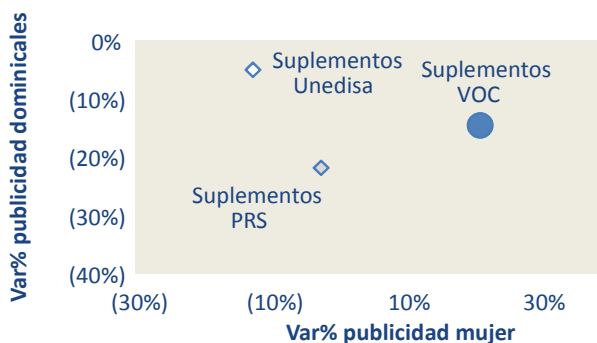 Var% publicidad dominicales
0%
(10%)
(20%)
(30%)
(40%)
Suplementos
Unedisa
Suplementos
VOC
Suplementos
PRS
(30%)
(10%)
10%
30%
Var% publicidad mujer